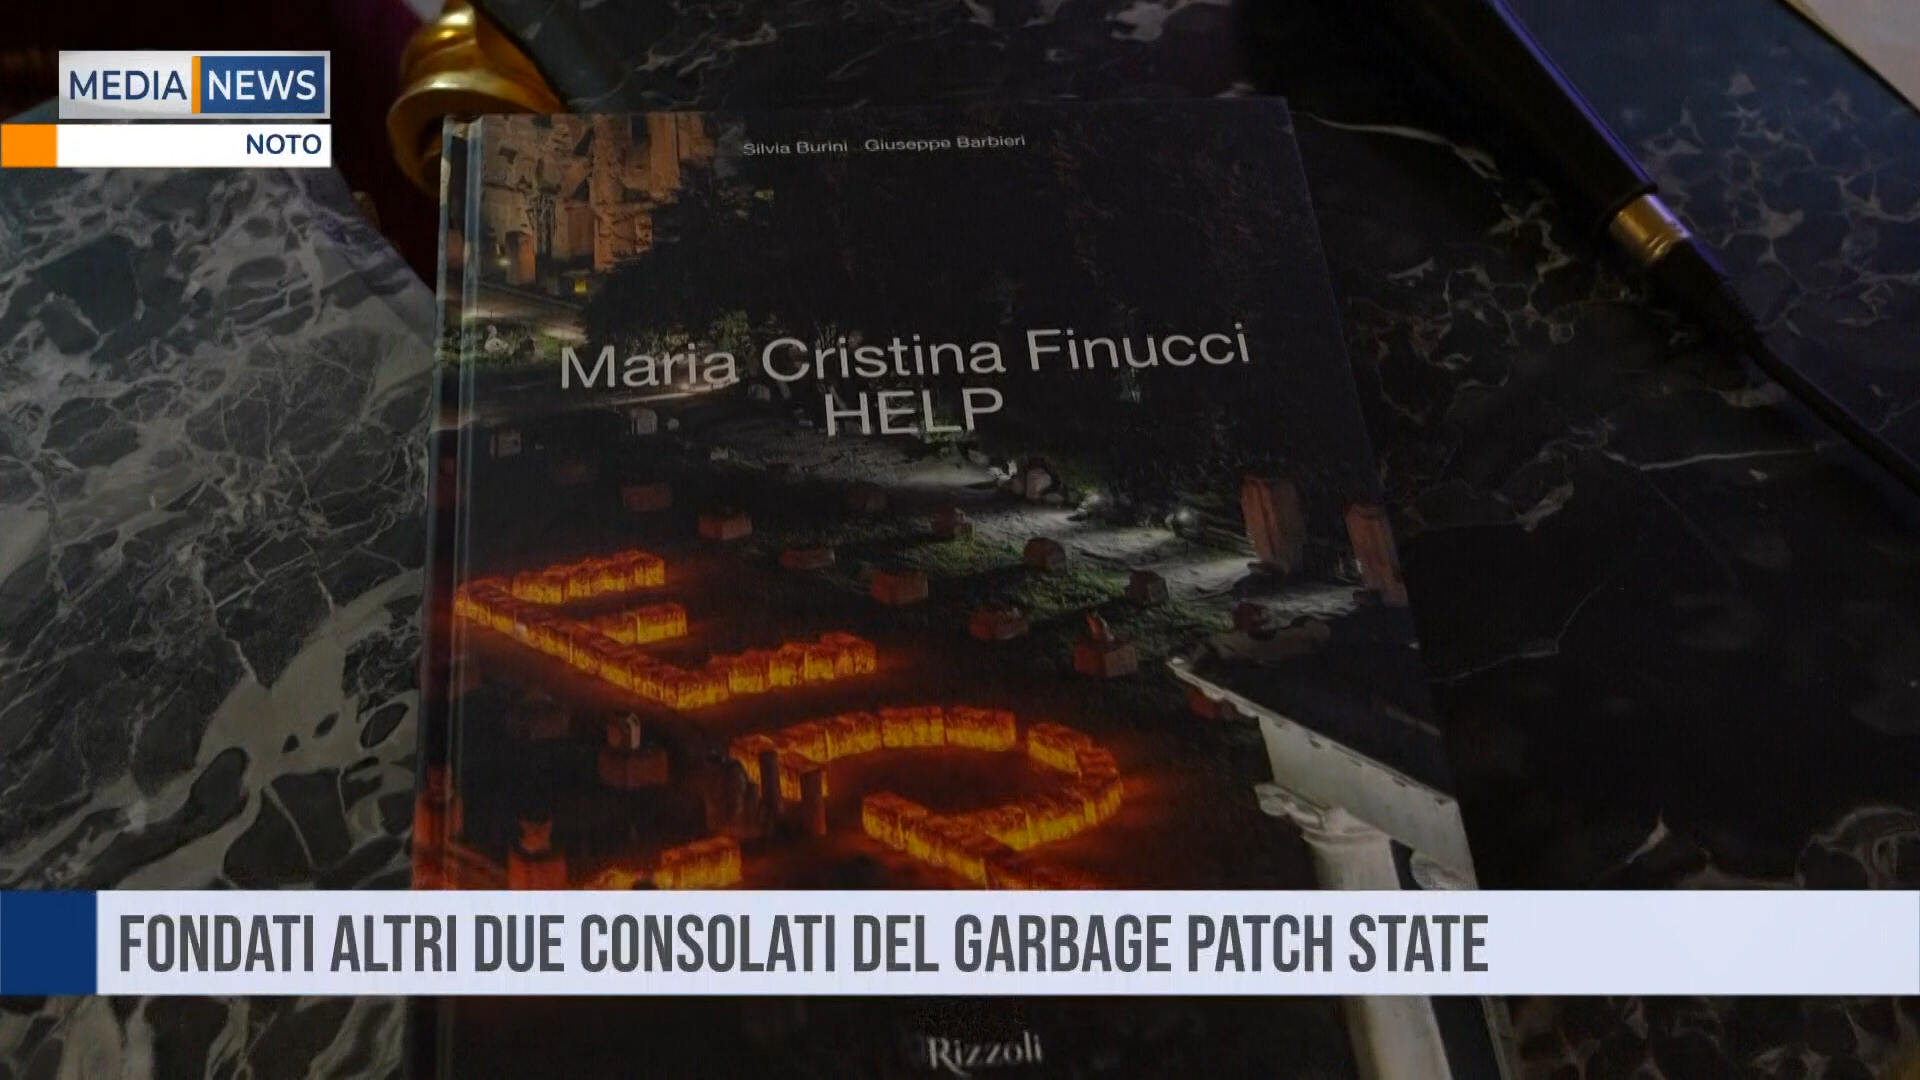 MEDIA NEWS
NOTO
Silvia Burini Giuseppe Barbieri
Maria Cristina Finucci
HELP
FONDATI ALTRI DUE CONSOLATI DEL GARBAGE PATCH STATE
Rizzoli